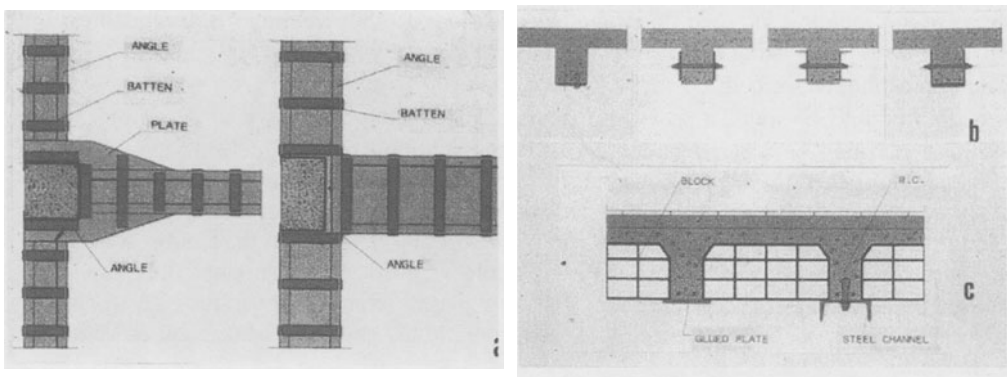 ANGLE
BATTEN
PLATE
ANGLE
ANGLE
BATTEN
ANGLE
a
b
BLOCK
R.C.
c
GLUED PLATE
STEEL CHANNEL